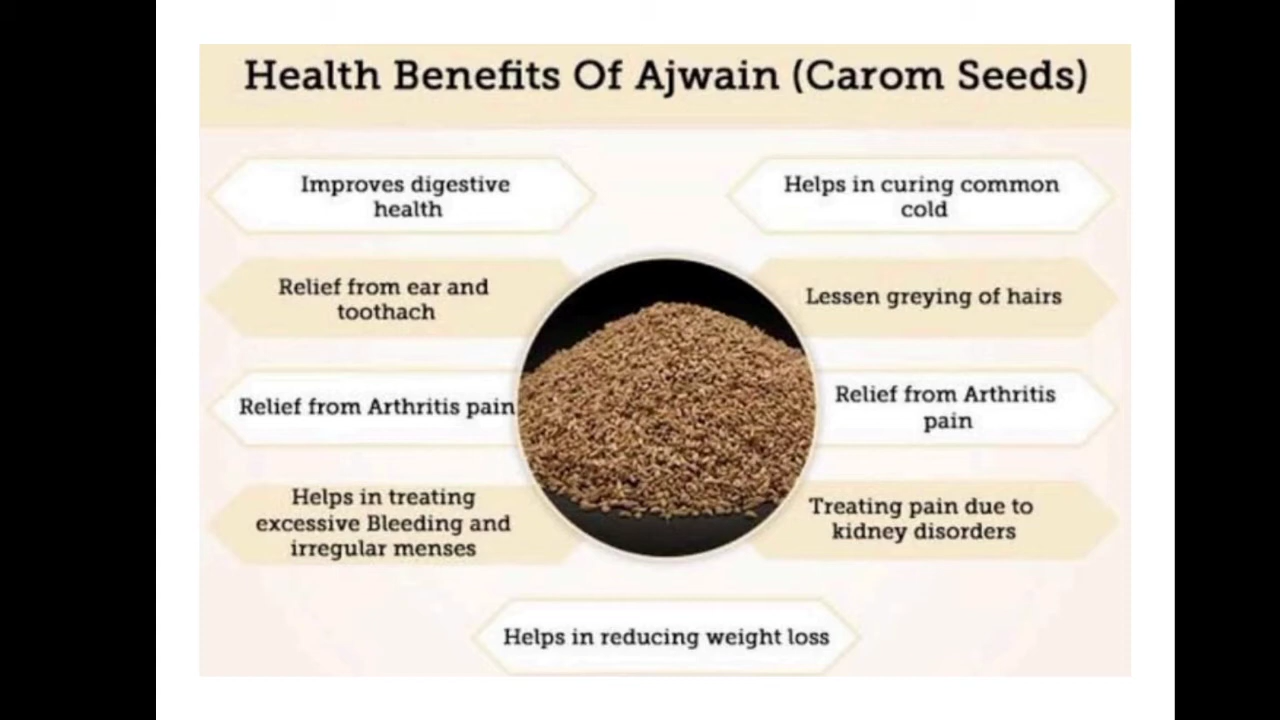 Health Benefits Of Ajwain (Carom Seeds)
Improves digestive
health
Helps in curing common
cold
Relief from ear and
toothach
Lessen greying of hairs
Relief from Arthritis pain
Relief from Arthritis
pain
Helps in treating
excessive Bleeding and
irregular menses
Treating pain due to
kidney disorders
Helps in reducing weight loss